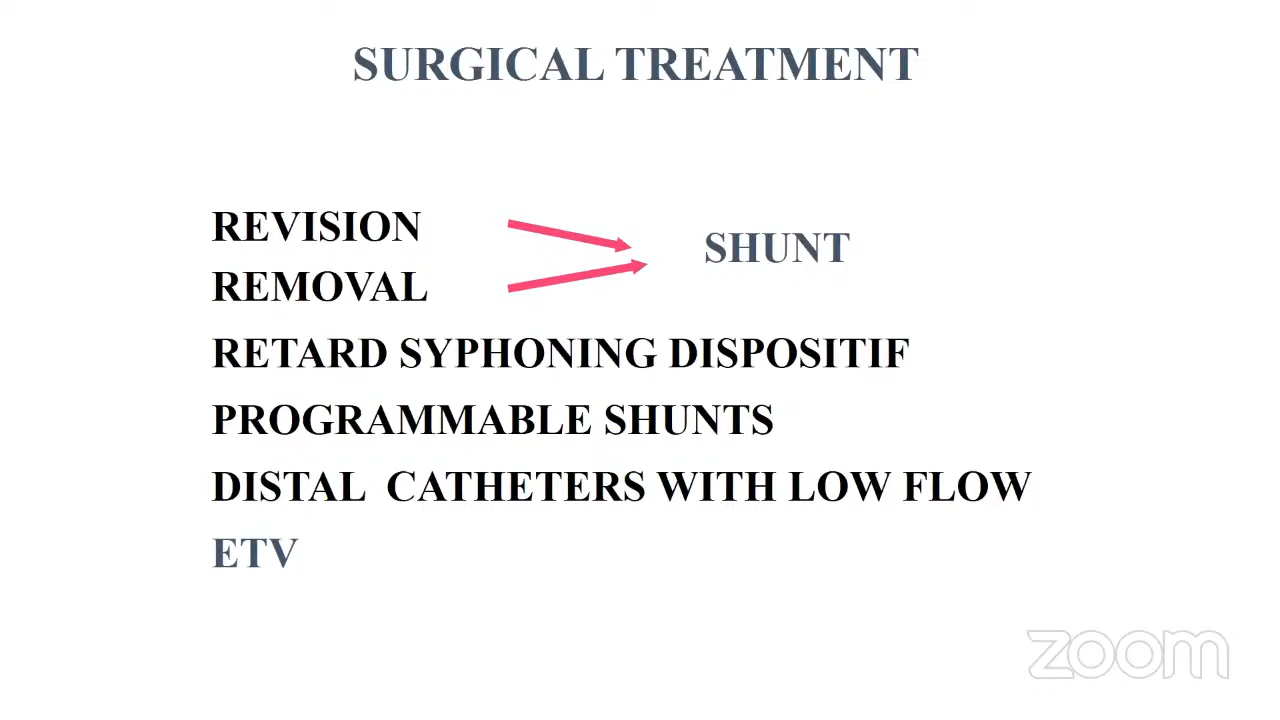 SURGICAL TREATMENT
REVISION
SHUNT
REMOVAL
RETARD SYPHONING DISPOSITIF
PROGRAMMABLE SHUNTS
DISTAL CATHETERS WITH LOW FLOW
ETV
zoom